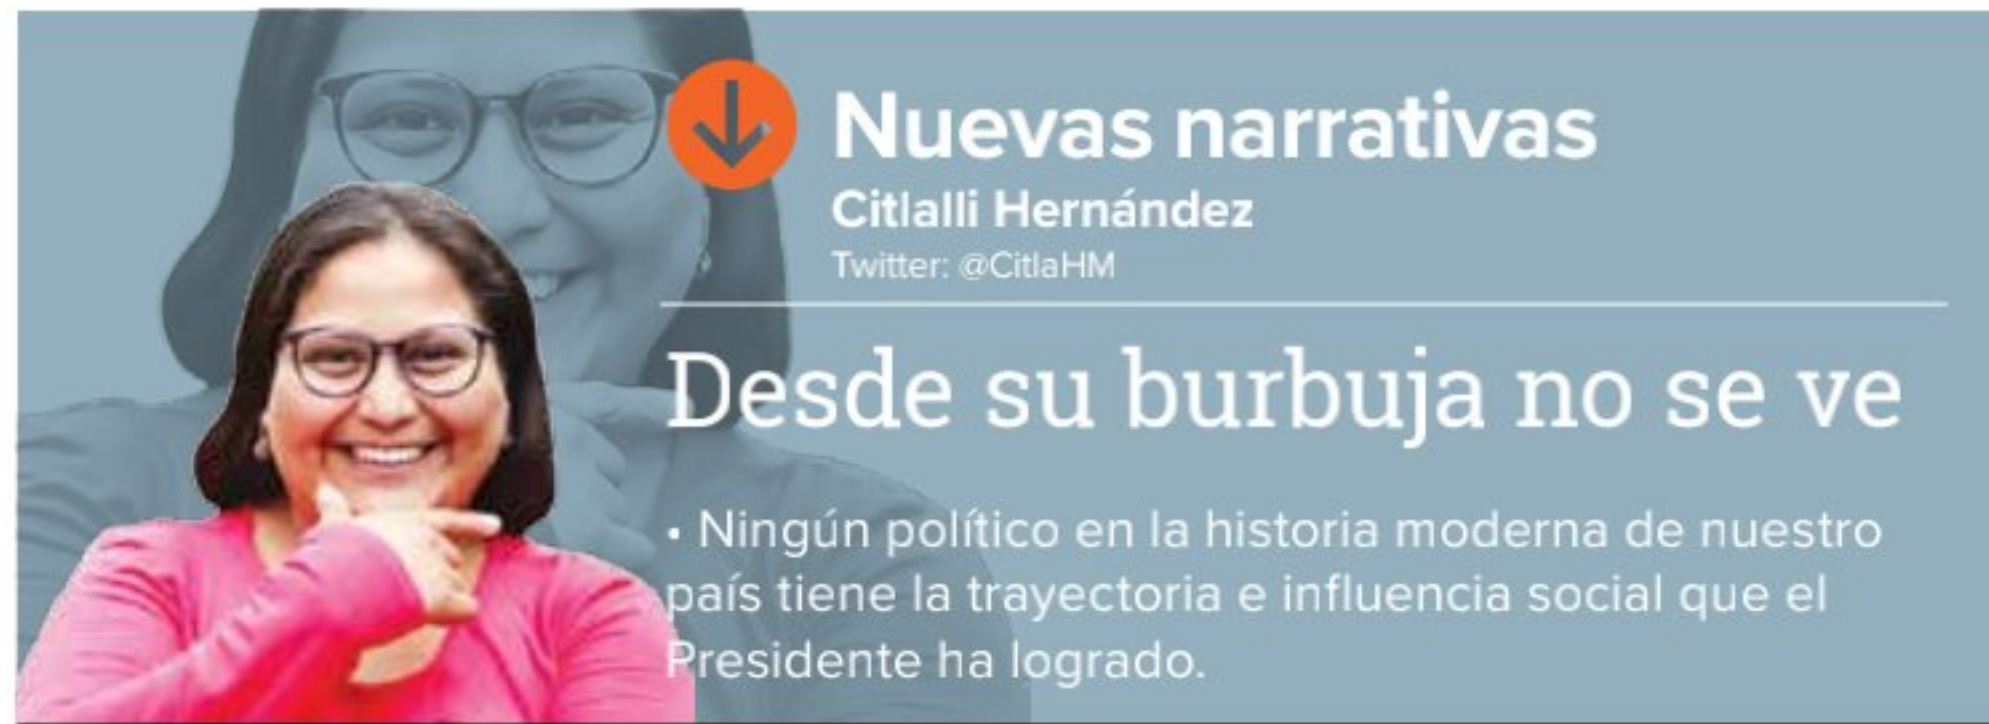 Nuevas narrativas
Citlalli Hernández
Twitter: @CitlaHM
Desde su burbuja no se ve
• Ningún político en la historia moderna de nuestro
país tiene la trayectoria e influencia social que el
Presidente ha logrado.